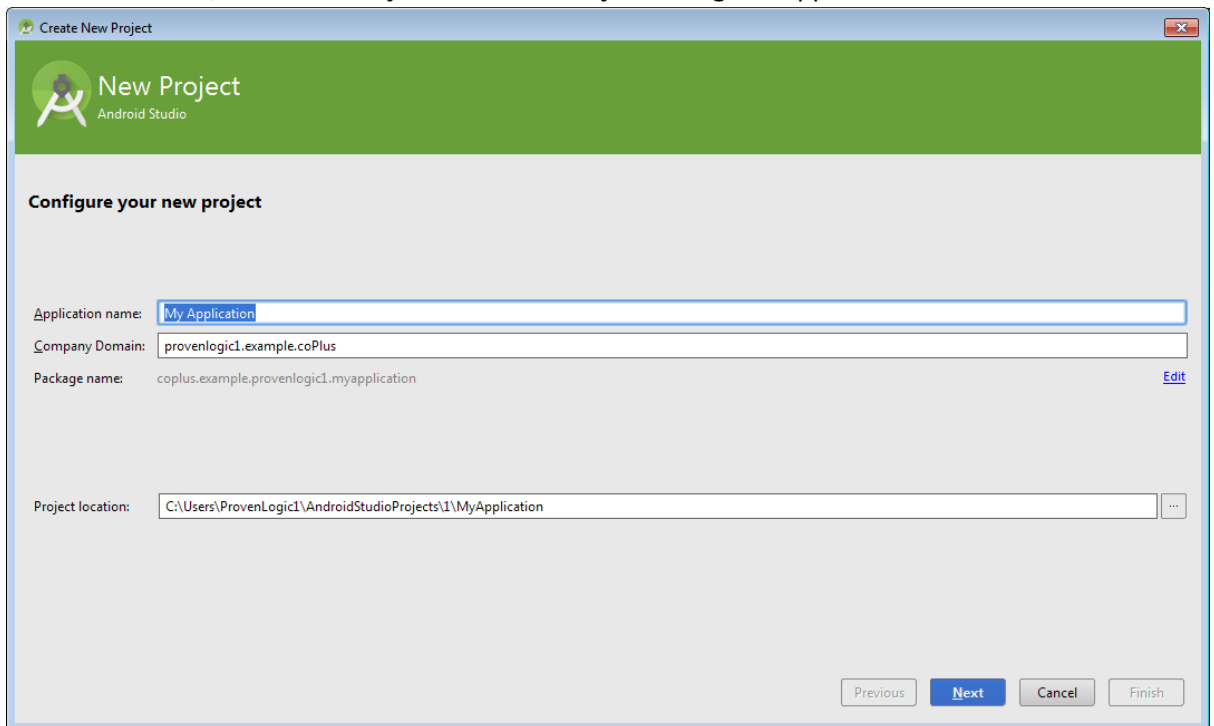 Create New Project
New Project
Android Studio
Configure your new project
Application name: My Application
Company Domain: provenlogic1.example.coPlus
Package name: coplus.example.provenlogic1.myapplication Edit
Project location: C:\Users\ProvenLogic1\AndroidStudioProjects\1\MyApplication ...
Previous Next Cancel Finish